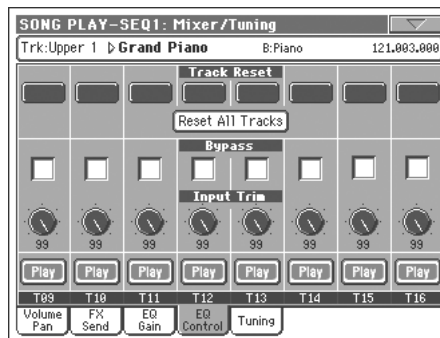 SONG PLAY-SEQ1: Mixer/Tuning
Trk:Upper 1 Grand Piano B:Piano 121.003.000
Track Reset
Reset All Tracks
Bypass
Input Trim
99 99 99 99 99 99 99 99
Play Play Play Play Play Play Play Play
T09 T10 T11 T12 T13 T14 T15 T16
Volume Pan FX Send EQ Gain EQ Control Tuning